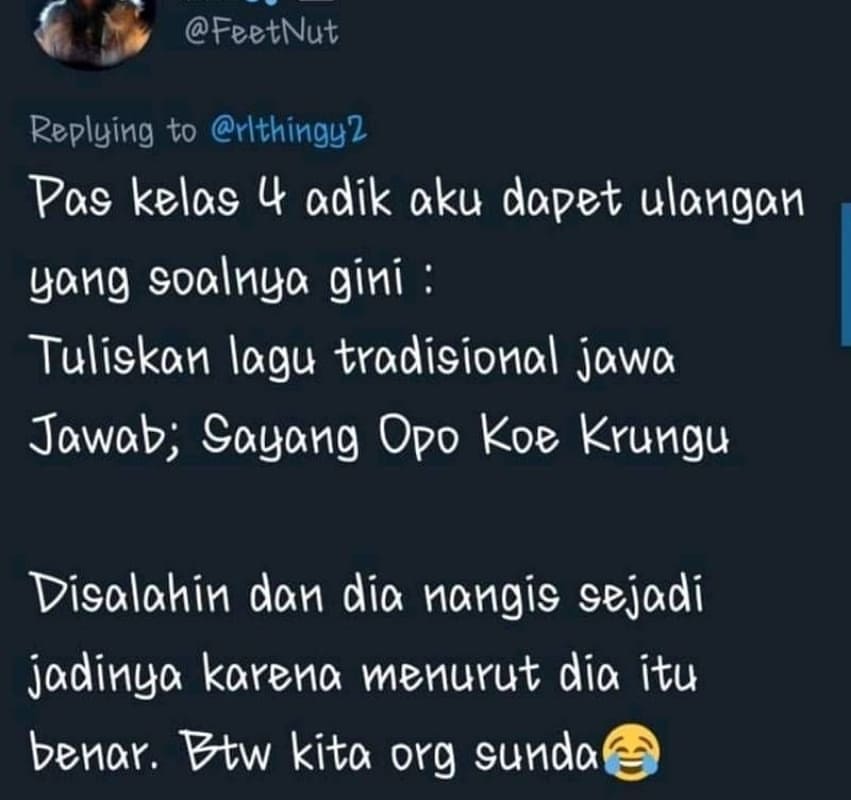 @FeetNut
Replying to @rlthingy2
Pas kelas 4 adik aku dapet ulangan
yang soalnya gini :
Tuliskan lagu tradisional jawa
Jawab; Sayang Opo Koe Krungu
Disalahin dan dia nangis sejadi
jadinya karena menurut dia itu
benar. Btw kita org sunda😂